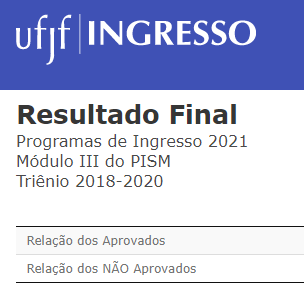 ufjf INGRESSO
Resultado Final
Programas de Ingresso 2021
Módulo III do PISM
Triênio 2018-2020
Relação dos Aprovados
Relação dos NÃO Aprovados